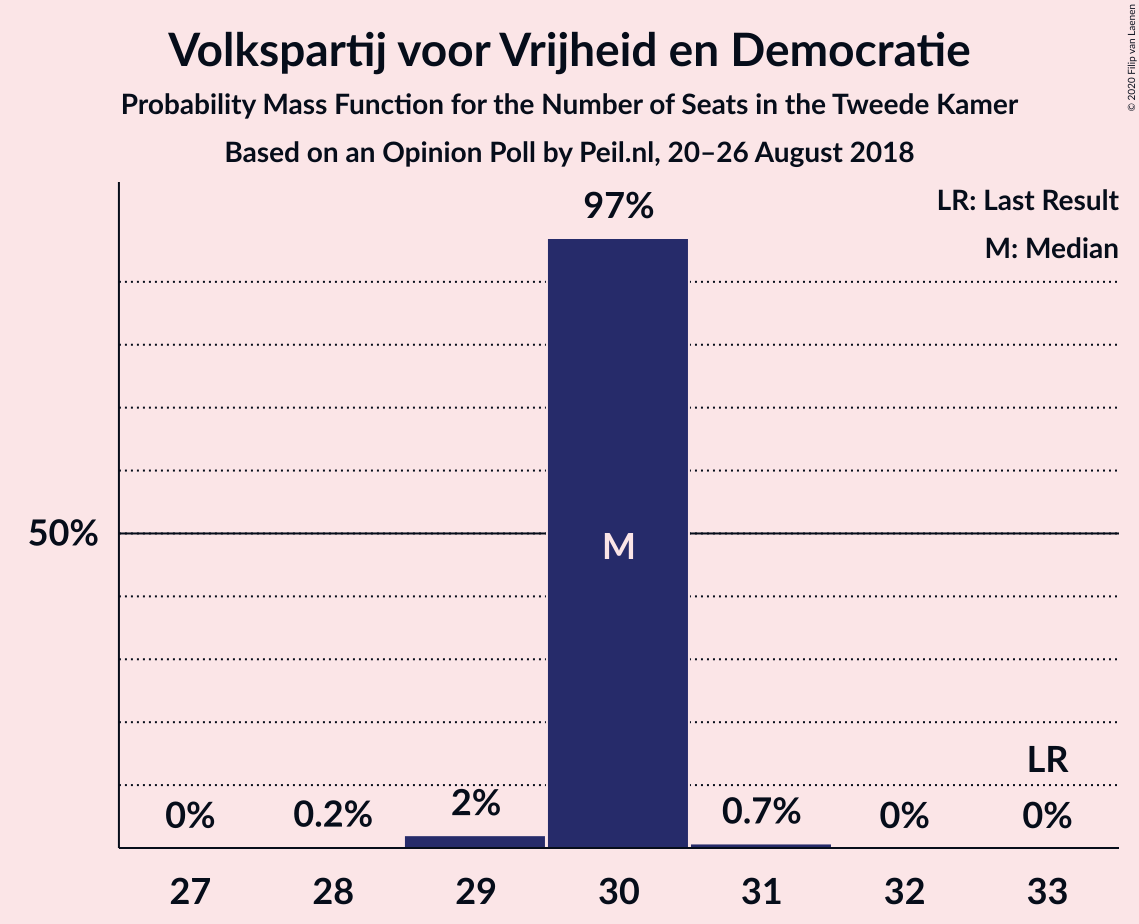 Volkspartij voor Vrijheid en Democratie
Probability Mass Function for the Number of Seats in the Tweede Kamer
Based on an Opinion Poll by Peil.nl, 20–26 August 2018
© 2020 Filip van Laenen
LR: Last Result
M: Median
97%
50%
M
LR
0% 0.2% 2% 0.7% 0% 0%
27 28 29 30 31 32 33